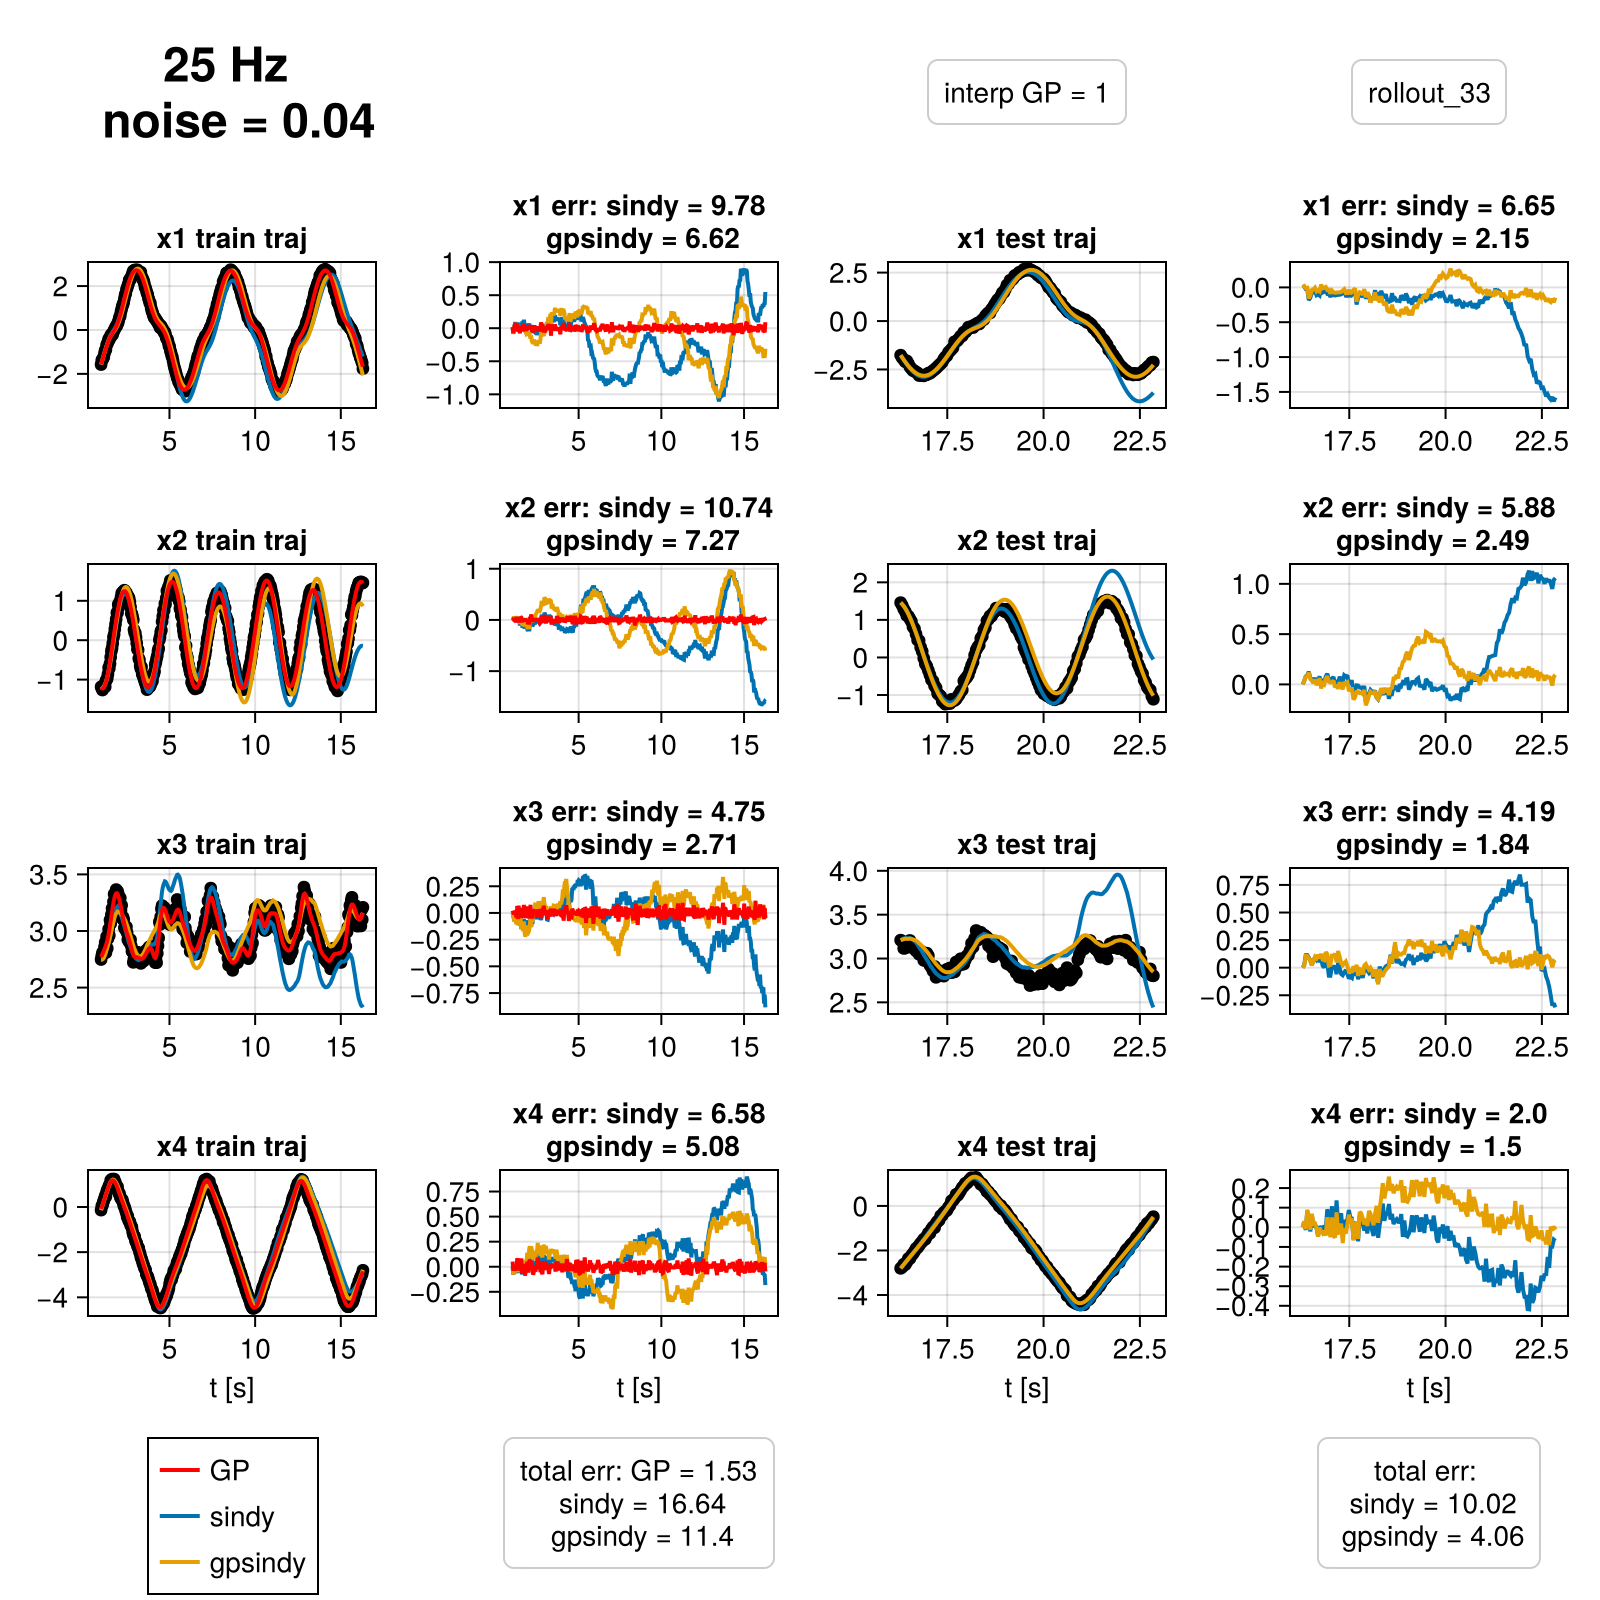 25 Hz
noise = 0.04
interp GP = 1
rollout_33
x1 train traj
2
0
−2
5
10
15
x1 err: sindy = 9.78
gpsindy = 6.62
1.0
0.5
0.0
−0.5
−1.0
5
10
15
x1 test traj
2.5
0.0
−2.5
17.5
20.0
22.5
x1 err: sindy = 6.65
gpsindy = 2.15
0.0
−0.5
−1.0
−1.5
17.5
20.0
22.5
x2 train traj
1
0
−1
5
10
15
x2 err: sindy = 10.74
gpsindy = 7.27
1
0
−1
5
10
15
x2 test traj
2
1
0
−1
17.5
20.0
22.5
x2 err: sindy = 5.88
gpsindy = 2.49
1.0
0.5
0.0
17.5
20.0
22.5
x3 train traj
3.5
3.0
2.5
5
10
15
x3 err: sindy = 4.75
gpsindy = 2.71
0.25
0.00
−0.25
−0.50
−0.75
5
10
15
x3 test traj
4.0
3.5
3.0
2.5
17.5
20.0
22.5
x3 err: sindy = 4.19
gpsindy = 1.84
0.75
0.50
0.25
0.00
−0.25
17.5
20.0
22.5
x4 train traj
0
−2
−4
5
10
15
t [s]
x4 err: sindy = 6.58
gpsindy = 5.08
0.75
0.50
0.25
0.00
−0.25
5
10
15
t [s]
x4 test traj
0
−2
−4
17.5
20.0
22.5
t [s]
x4 err: sindy = 2.0
gpsindy = 1.5
0.2
0.1
0.0
−0.1
−0.2
−0.3
−0.4
17.5
20.0
22.5
t [s]
GP
sindy
gpsindy
total err: GP = 1.53
sindy = 16.64
gpsindy = 11.4
total err:
sindy = 10.02
gpsindy = 4.06